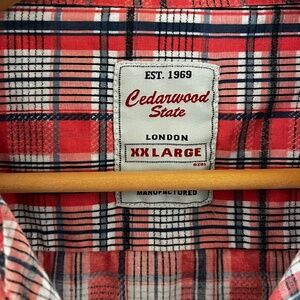 EST. 1969
Cedarwood
State
LONDON
XXLARGE
MANUFACTURED